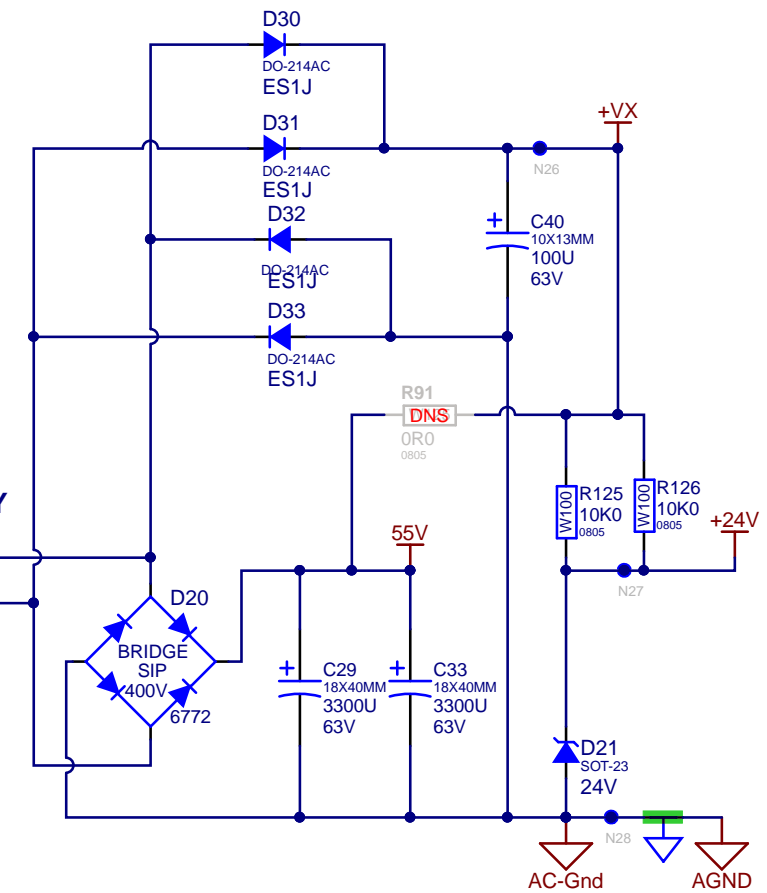 D30
DO-214AC
ES1J
D31
DO-214AC
ES1J
D32
DO-214AC
ES1J
D33
DO-214AC
ES1J
+VX
N26
C40
10X13MM
100U
63V
R91
DNS
0R0
0805
R125
W100
10K0
0805
R126
W100
10K0
0805
+24V
N27
Y
55V
D20
BRIDGE
SIP
400V
6772
C29
18X40MM
3300U
63V
C33
18X40MM
3300U
63V
D21
SOT-23
24V
N28
AC-Gnd
AGND